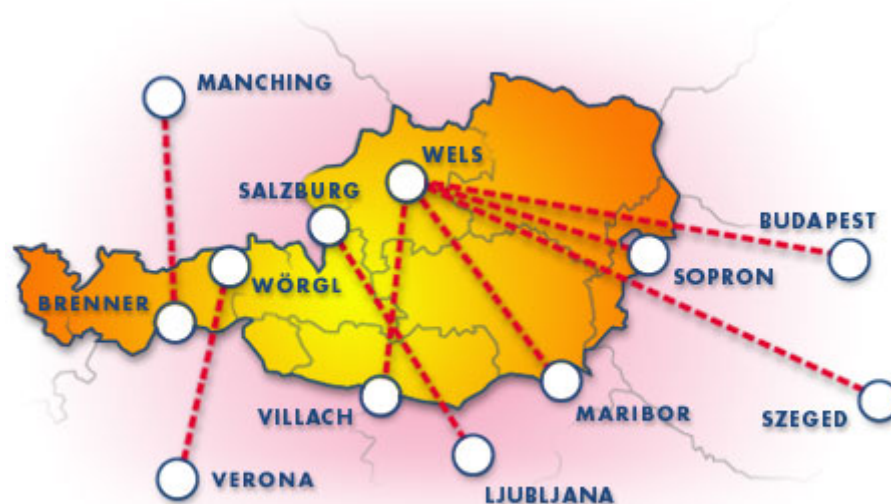 MANCHING
WELS
SALZBURG
BUDAPEST
SOPRON
WÖRGL
BRENNER
VILLACH
MARIBOR
SZEGED
VERONA
LJUBLJANA